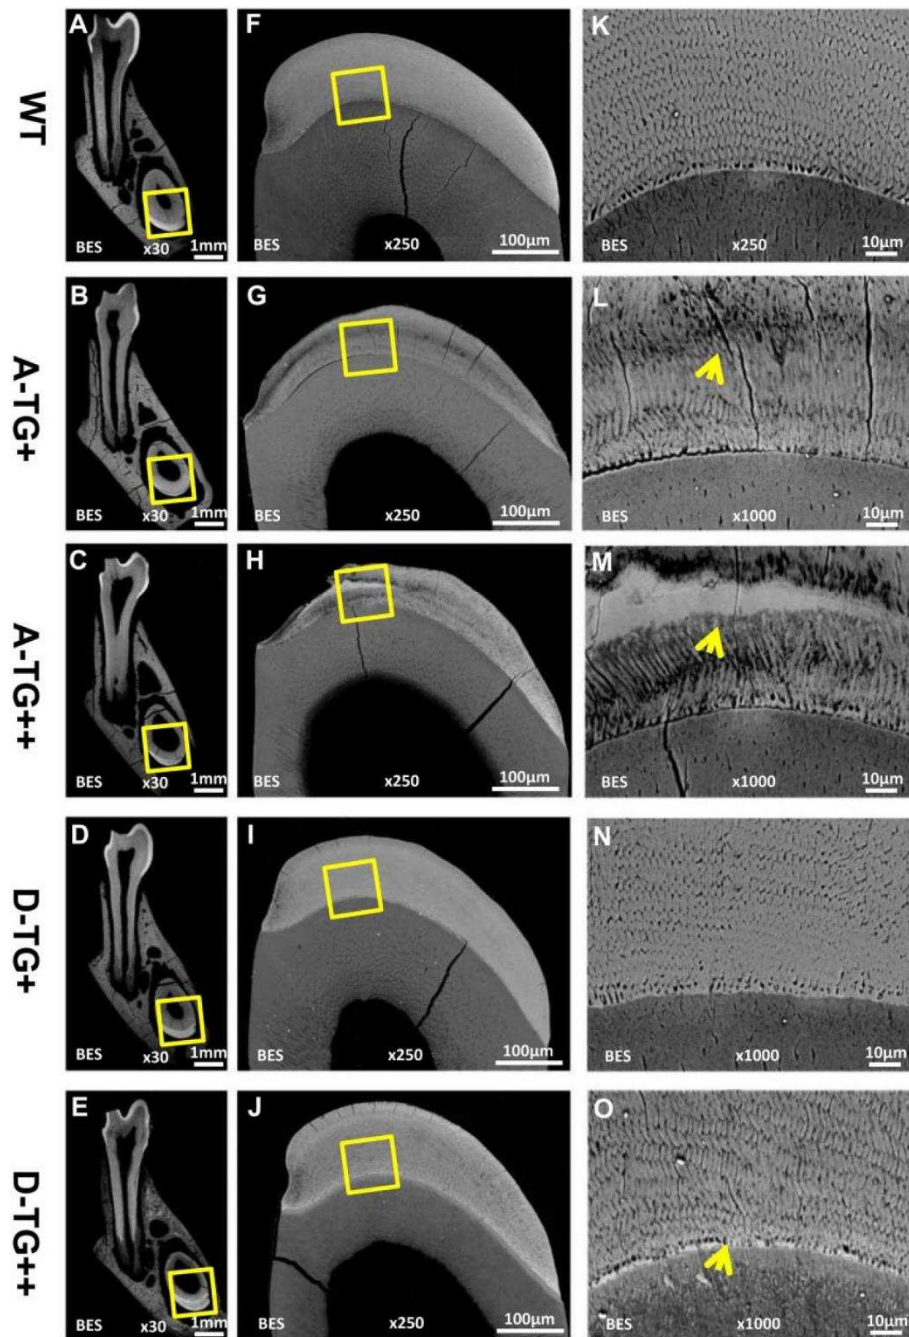 WT
A
BES x30 1mm
F
BES x250 100µm
K
BES x250 10µm
A-TG+
B
BES x30 1mm
G
BES x250 100µm
L
BES x1000 10µm
A-TG++
C
BES x30 1mm
H
BES x250 100µm
M
BES x1000 10µm
D-TG+
D
BES x30 1mm
I
BES x250 100µm
N
BES x1000 10µm
D-TG++
E
BES x30 1mm
J
BES x250 100µm
O
BES x1000 10µm